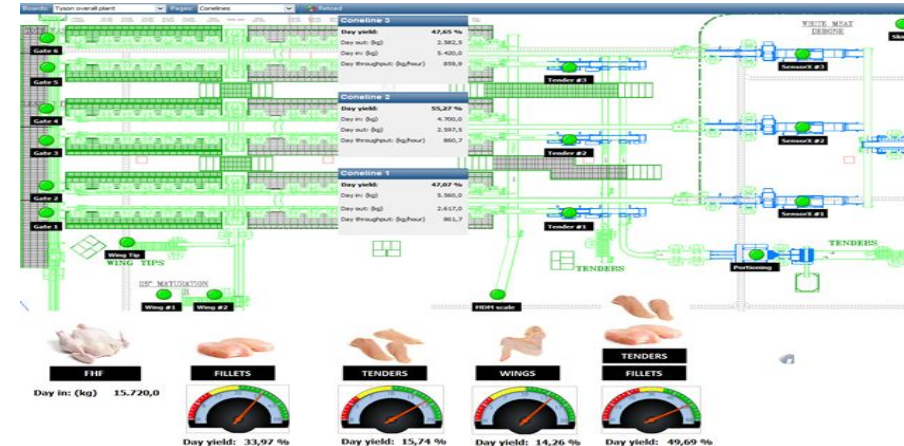 Boards: Tyson overall plant Pages: Conelines Reload
Coneline 3
Day yield: 47,65 %
Day out: (kg) 2.582,5
Day in: (kg) 5.420,0
Day throughput: (kg/hour) 859,9
Coneline 2
Day yield: 55,27 %
Day in: (kg) 4.700,0
Day out: (kg) 2.597,5
Day throughput: (kg/hour) 860,7
Coneline 1
Day yield: 47,07 %
Day in: (kg) 5.560,0
Day out: (kg) 2.617,0
Day throughput: (kg/hour) 861,7
Gate 6
Gate 5
Gate 4
Gate 3
Gate 2
Gate 1
Tender #3
Tender #2
Tender #1
WHITE MEAT
DEBONE
SensorX #3
SensorX #2
SensorX #1
Wing Tip
WING TIPS
MATURATION
Wing #1
Wing #2
MDM scale
TENDERS
Portioning
TENDERS
FHF
Day in: (kg) 15.720,0
FILLETS
Day yield: 33,97 %
TENDERS
Day yield: 15,74 %
WINGS
Day yield: 14,26 %
TENDERS
FILLETS
Day yield: 49,69 %